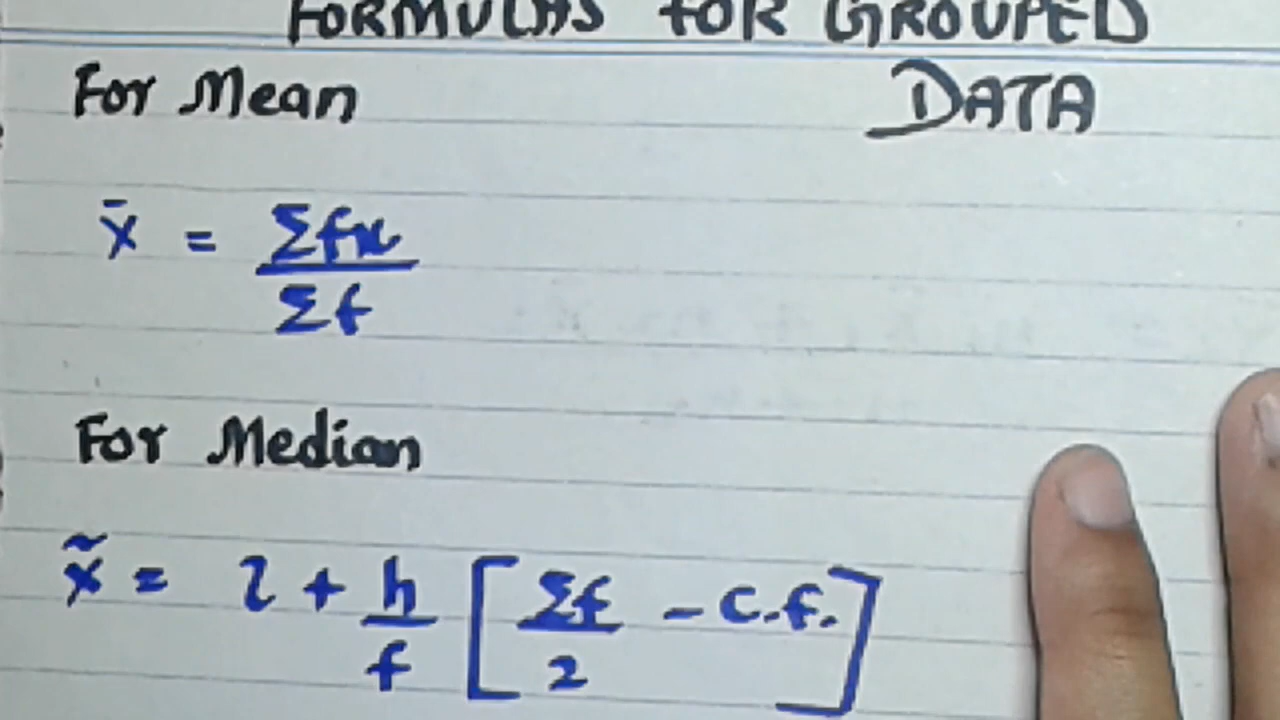 FORMULAS FOR GROUPED
DATA
For Mean
x̄ = Σfx / Σf
For Median
x̃ = l + h/f [Σf/2 - c.f.]